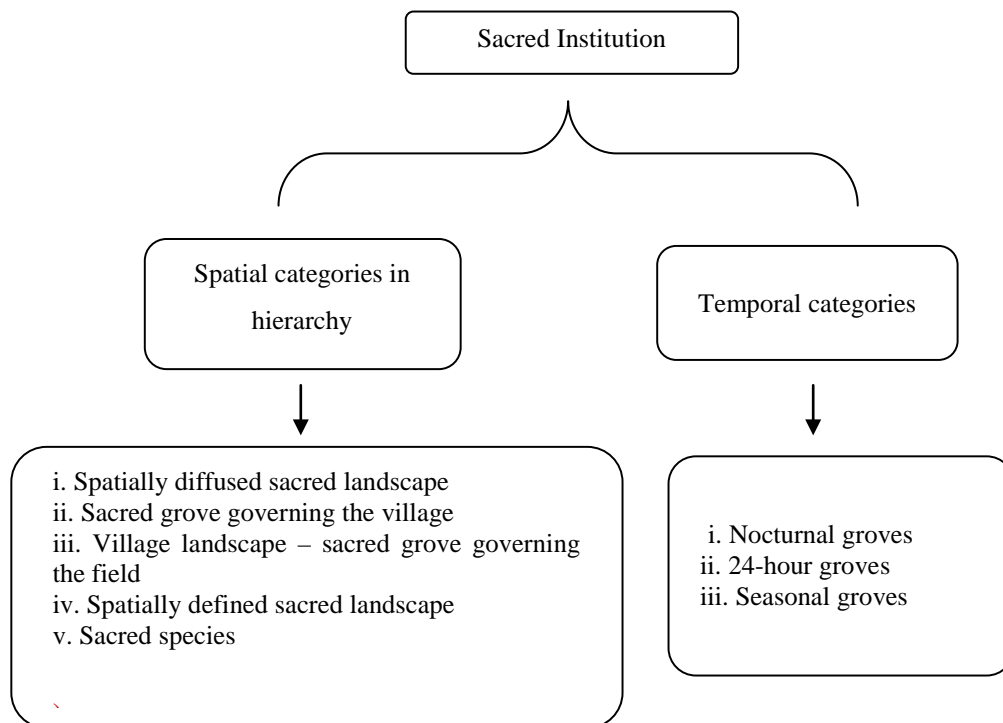 Sacred Institution
Spatial categories in
hierarchy
Temporal categories
i. Spatially diffused sacred landscape
ii. Sacred grove governing the village
iii. Village landscape – sacred grove governing
the field
iv. Spatially defined sacred landscape
v. Sacred species
、
i. Nocturnal groves
ii. 24-hour groves
iii. Seasonal groves